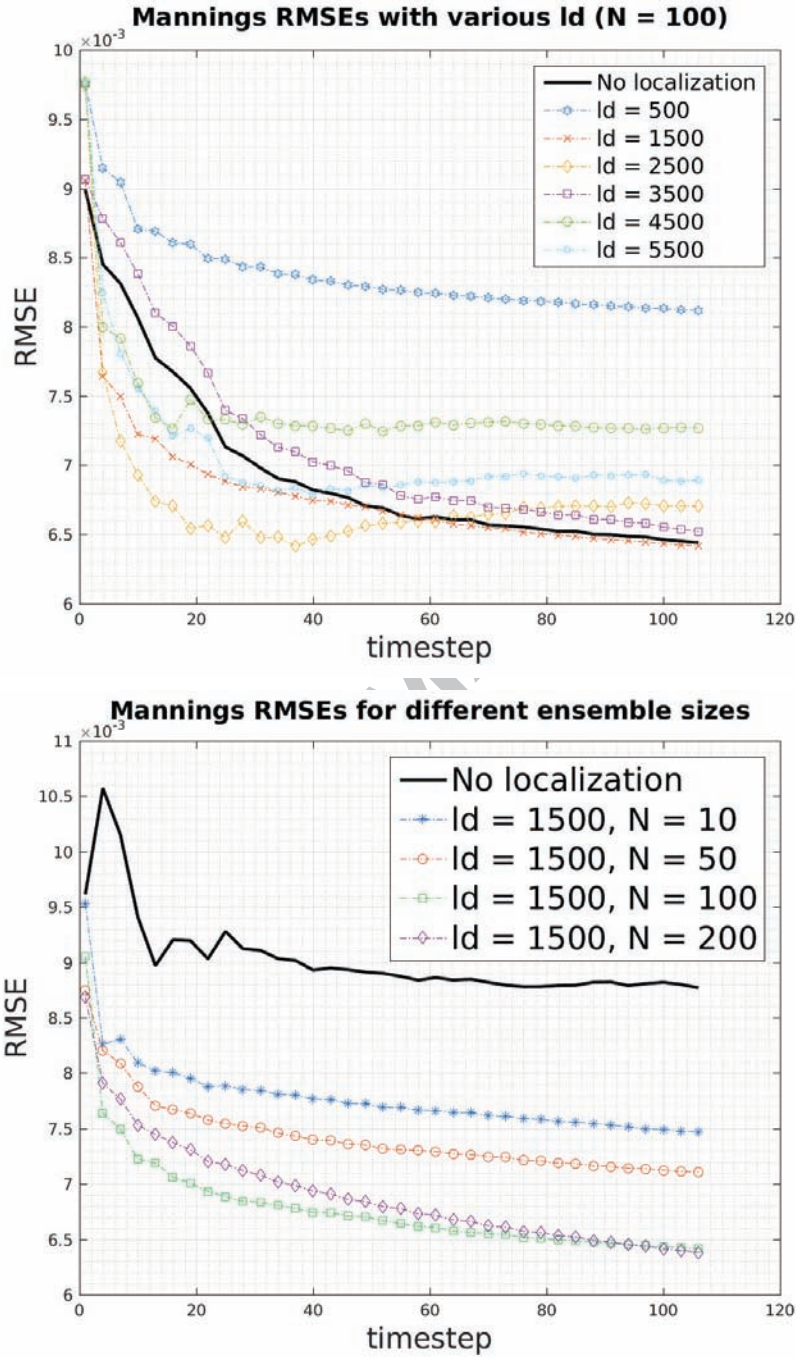 Mannings RMSEs with various ld (N = 100)
×10-3
10
9.5
9
8.5
8
7.5
7
6.5
6
RMSE
No localization
ld = 500
ld = 1500
ld = 2500
ld = 3500
ld = 4500
ld = 5500
0 20 40 60 80 100 120
timestep
Mannings RMSEs for different ensemble sizes
×10-3
11
10.5
10
9.5
9
8.5
8
7.5
7
6.5
6
RMSE
No localization
ld = 1500, N = 10
ld = 1500, N = 50
ld = 1500, N = 100
ld = 1500, N = 200
0 20 40 60 80 100 120
timestep